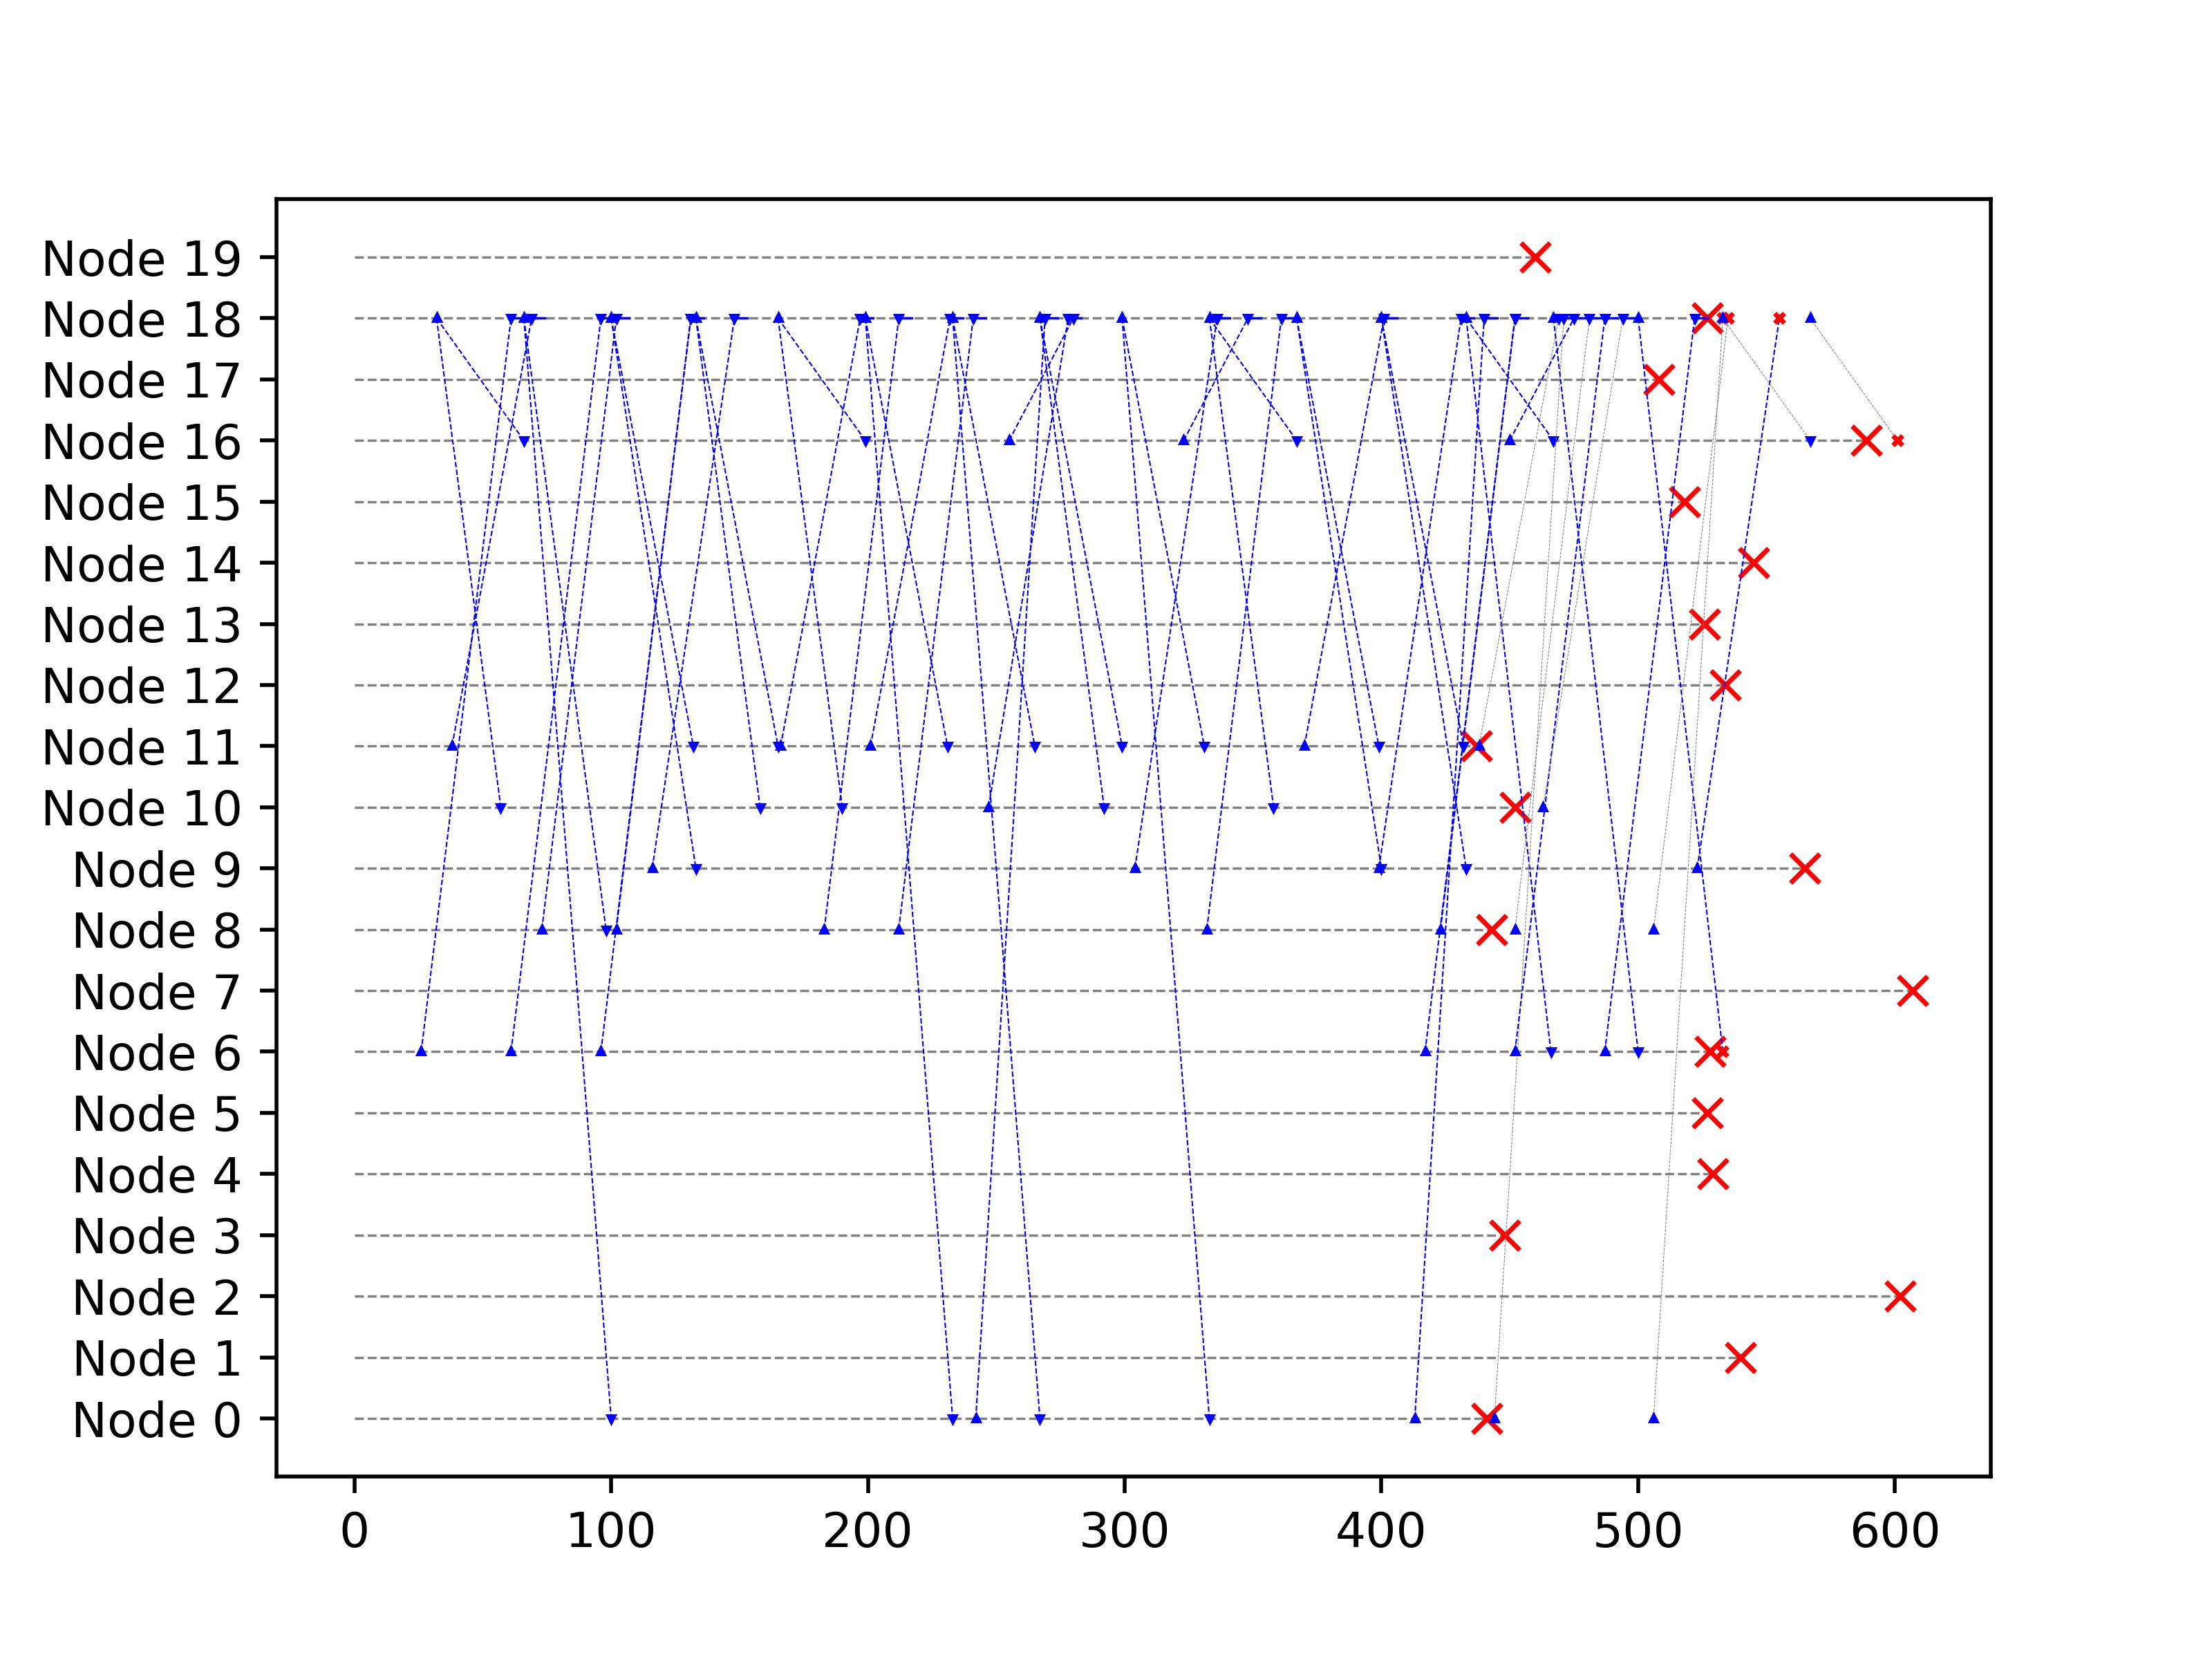 Node 19
Node 18
Node 17
Node 16
Node 15
Node 14
Node 13
Node 12
Node 11
Node 10
Node 9
Node 8
Node 7
Node 6
Node 5
Node 4
Node 3
Node 2
Node 1
Node 0
0 100 200 300 400 500 600